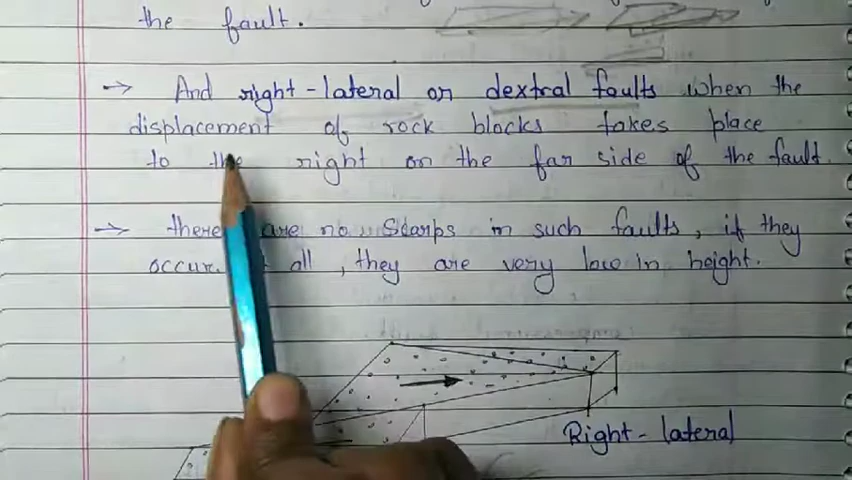 the fault.
→ And right-lateral or dextral faults when the
displacement of rock blocks takes place
to the right on the far side of the fault.
→ there are no scarps in such faults, if they
occur all, they are very low in height.
Right-lateral